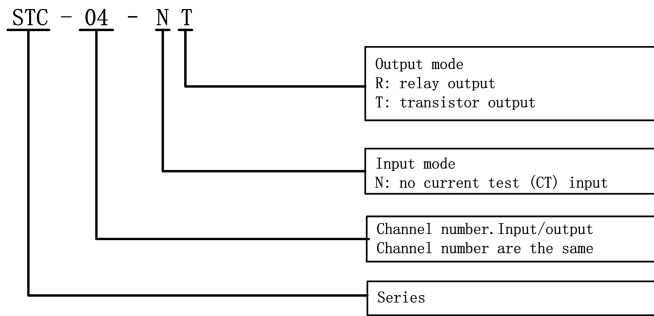 STC - 04 - N T
Output mode
R: relay output
T: transistor output
Input mode
N: no current test (CT) input
Channel number. Input/output
Channel number are the same
Series